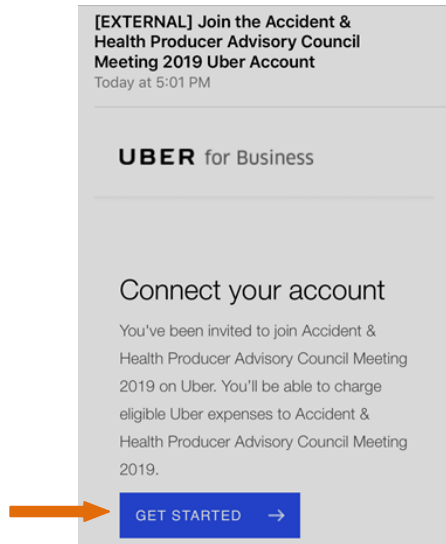 [EXTERNAL] Join the Accident &
Health Producer Advisory Council
Meeting 2019 Uber Account
Today at 5:01 PM
UBER for Business
Connect your account
You've been invited to join Accident &
Health Producer Advisory Council Meeting
2019 on Uber. You'll be able to charge
eligible Uber expenses to Accident &
Health Producer Advisory Council Meeting
2019.
GET STARTED →